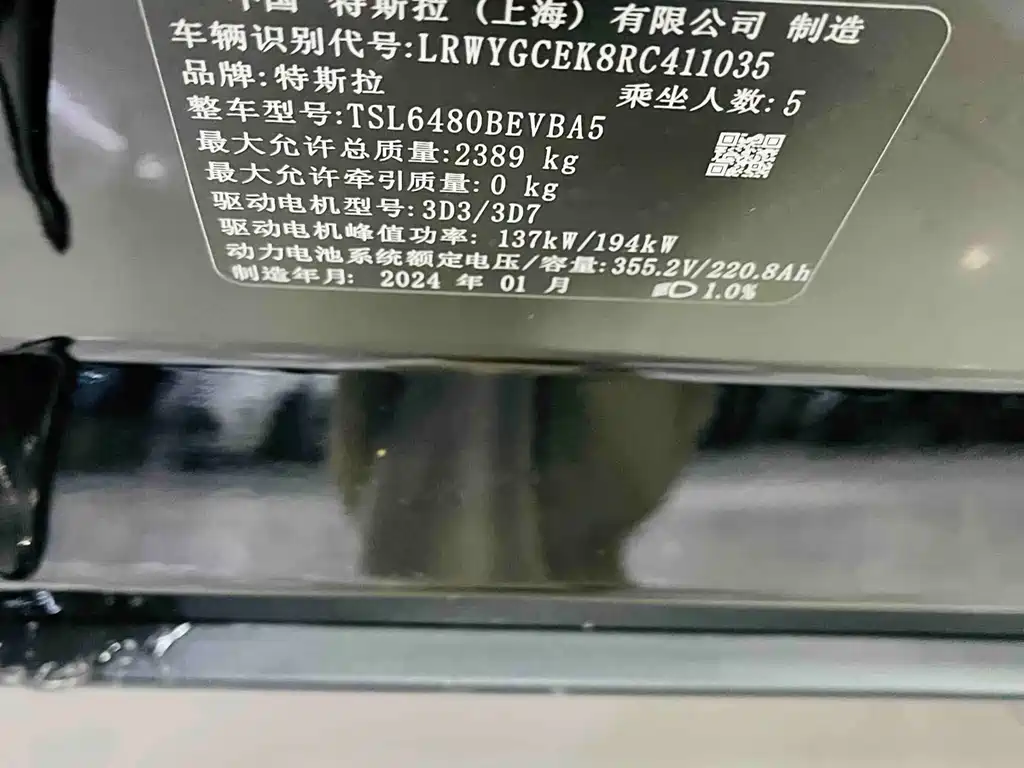 中国 特斯拉 (上海) 有限公司 制造
车辆识别代号:LRWYGCEK8RC411035
品牌:特斯拉 乘坐人数:5
整车型号:TSL6480BEVBA5
最大允许总质量:2389 kg
最大允许牵引质量:0 kg
驱动电机型号:3D3/3D7
驱动电机峰值功率: 137kW/194kW
动力电池系统额定电压/容量:355.2V/220.8Ah
制造年月: 2024 年 01 月 1.0%